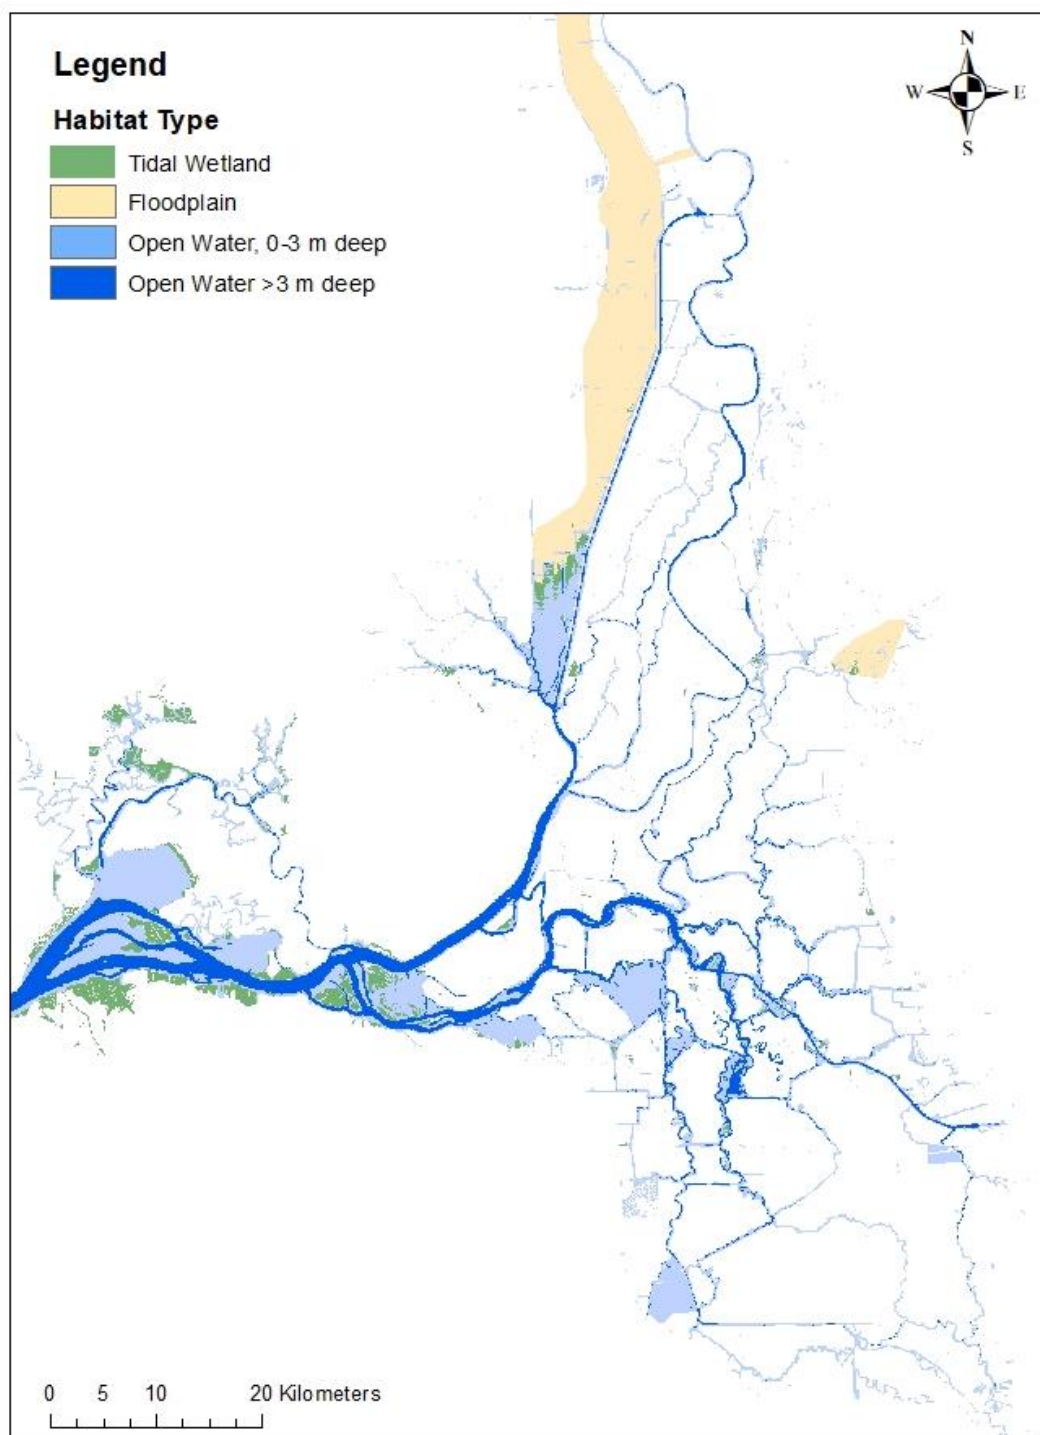 Legend
Habitat Type
Tidal Wetland
Floodplain
Open Water, 0-3 m deep
Open Water >3 m deep
N
W E
S
0 5 10 20 Kilometers